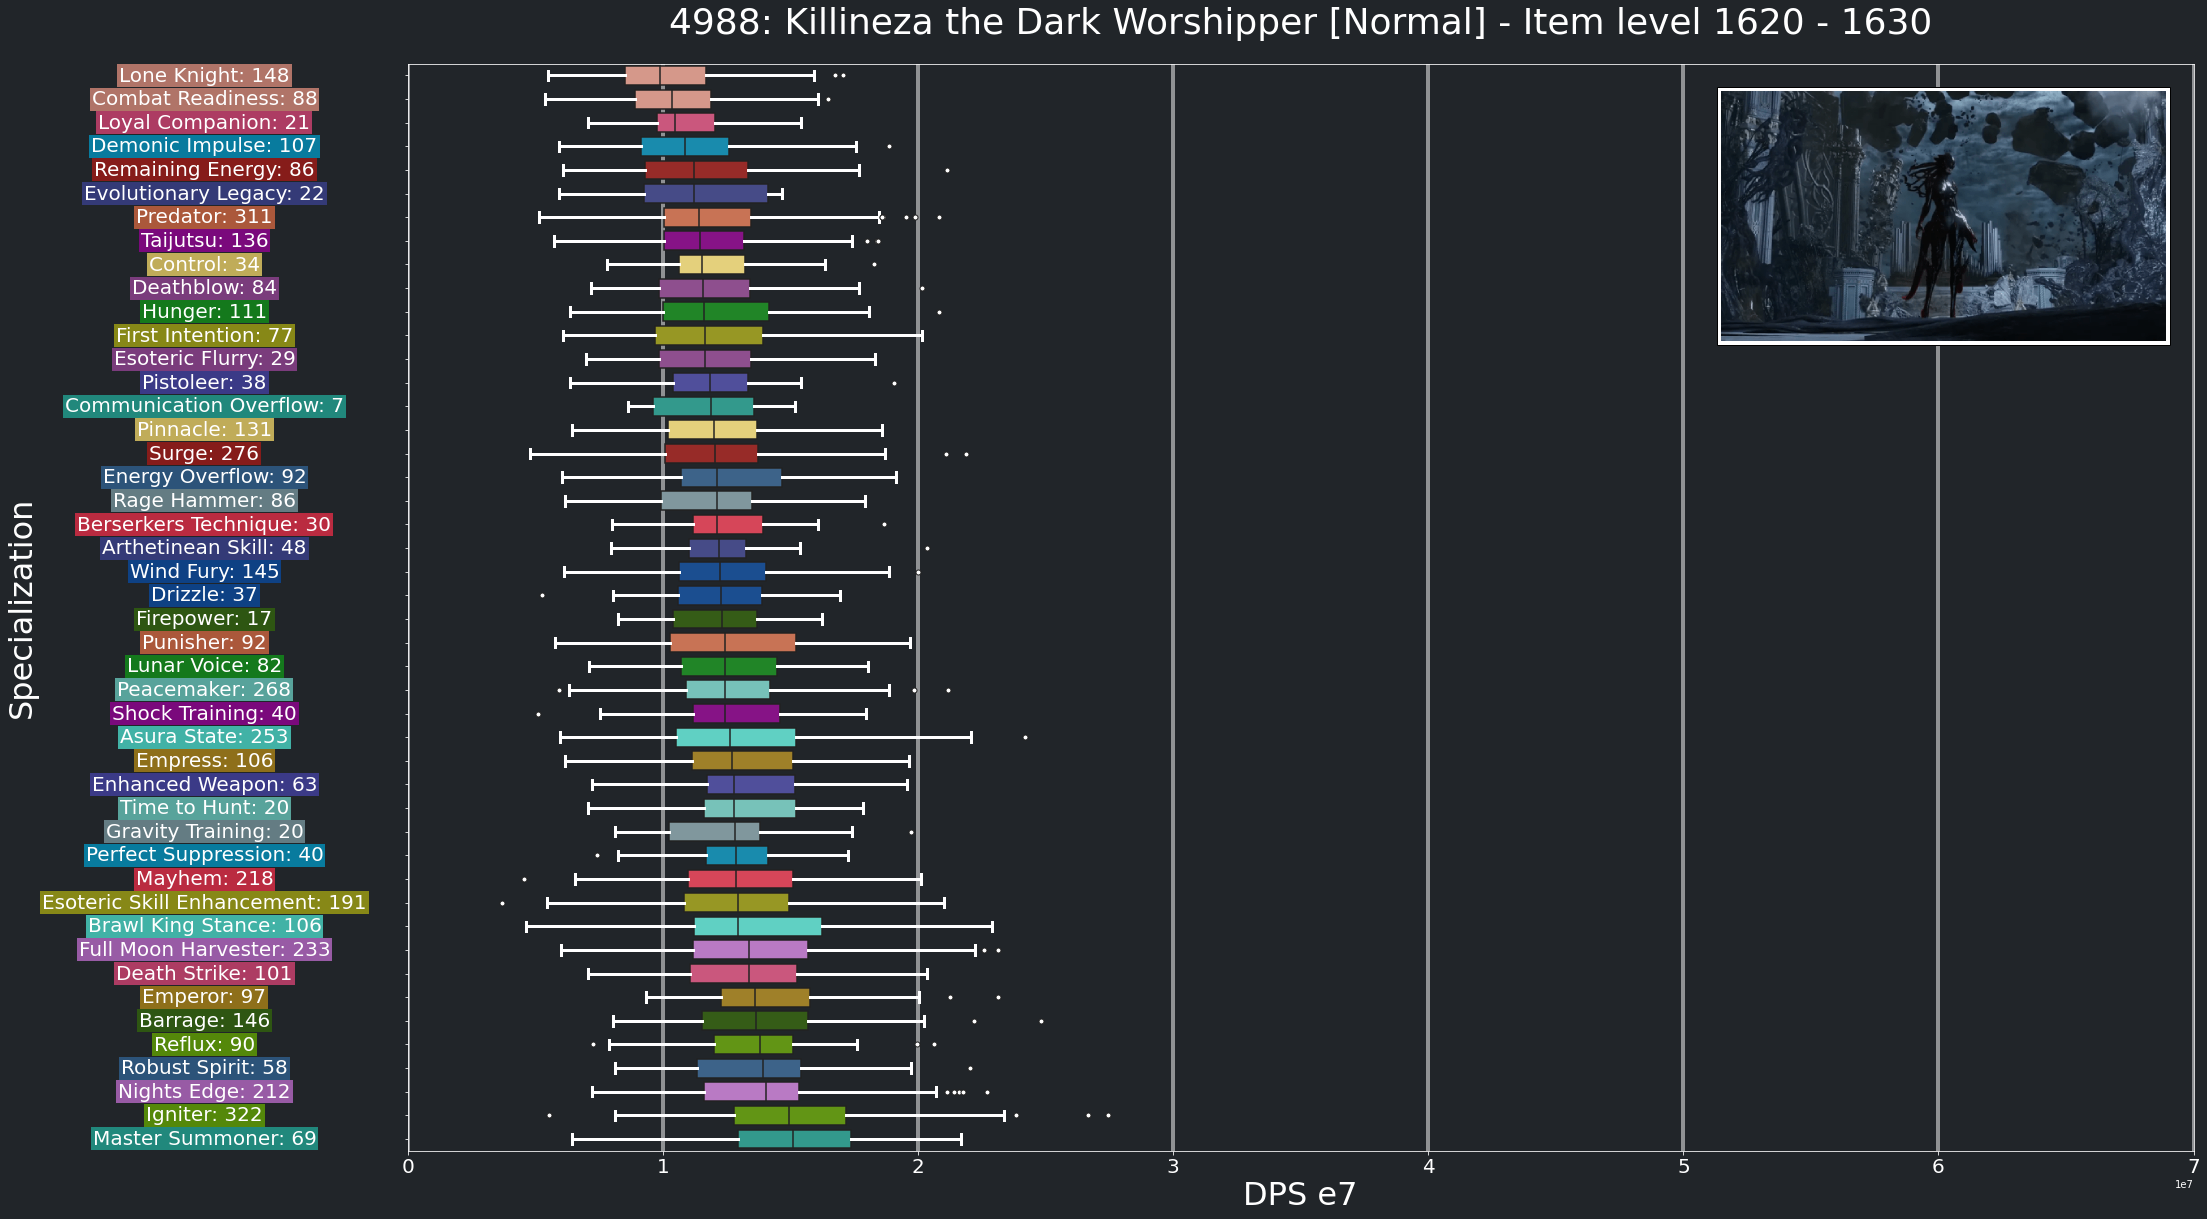 4988: Killineza the Dark Worshipper [Normal] - Item level 1620 - 1630
Specialization
Lone Knight: 148
Combat Readiness: 88
Loyal Companion: 21
Demonic Impulse: 107
Remaining Energy: 86
Evolutionary Legacy: 22
Predator: 311
Taijutsu: 136
Control: 34
Deathblow: 84
Hunger: 111
First Intention: 77
Esoteric Flurry: 29
Pistoleer: 38
Communication Overflow: 7
Pinnacle: 131
Surge: 276
Energy Overflow: 92
Rage Hammer: 86
Berserkers Technique: 30
Arthetinean Skill: 48
Wind Fury: 145
Drizzle: 37
Firepower: 17
Punisher: 92
Lunar Voice: 82
Peacemaker: 268
Shock Training: 40
Asura State: 253
Empress: 106
Enhanced Weapon: 63
Time to Hunt: 20
Gravity Training: 20
Perfect Suppression: 40
Mayhem: 218
Esoteric Skill Enhancement: 191
Brawl King Stance: 106
Full Moon Harvester: 233
Death Strike: 101
Emperor: 97
Barrage: 146
Reflux: 90
Robust Spirit: 58
Nights Edge: 212
Igniter: 322
Master Summoner: 69
0 1 2 3 4 5 6 7
1e7
DPS e7